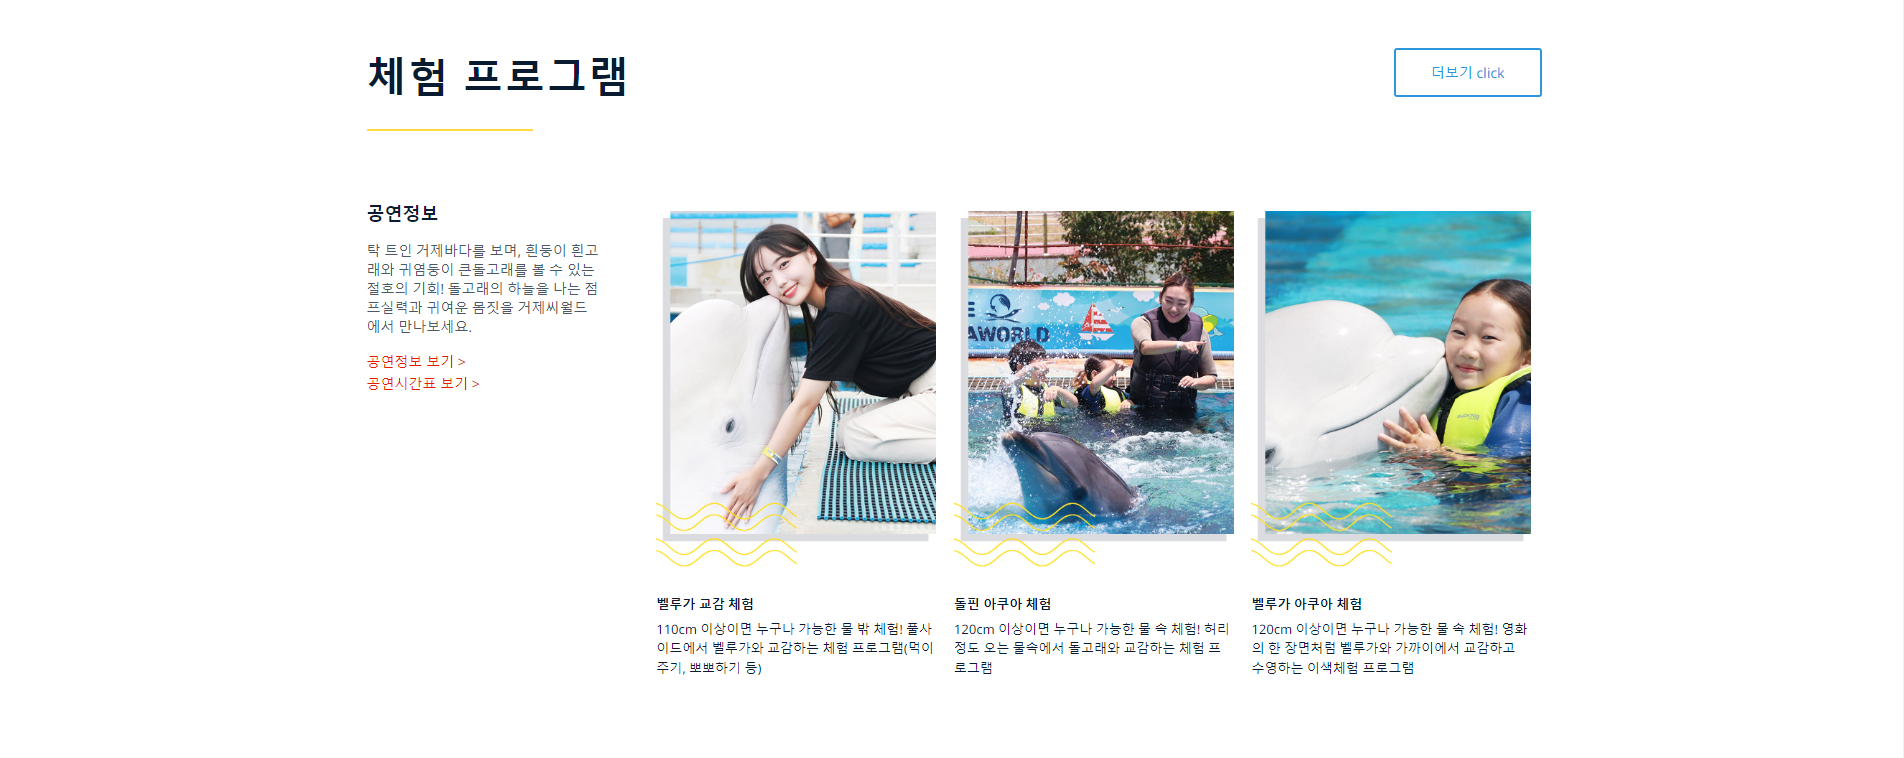 체험 프로그램
더보기 click
공연정보
탁 트인 거제바다를 보며, 흰둥이 흰고
래와 귀염둥이 큰돌고래를 볼 수 있는
절호의 기회! 돌고래의 하늘을 나는 점
프실력과 귀여운 몸짓을 거제씨월드
에서 만나보세요.
공연정보 보기 >
공연시간표 보기 >
E
AWORLD
벨루가 교감 체험
110cm 이상이면 누구나 가능한 물 밖 체험! 풀사
이드에서 벨루가와 교감하는 체험 프로그램(먹이
주기, 뽀뽀하기 등)
돌핀 아쿠아 체험
120cm 이상이면 누구나 가능한 물 속 체험! 허리
정도 오는 물속에서 돌고래와 교감하는 체험 프
로그램
벨루가 아쿠아 체험
120cm 이상이면 누구나 가능한 물 속 체험! 영화
의 한 장면처럼 벨루가와 가까이에서 교감하고
수영하는 이색체험 프로그램